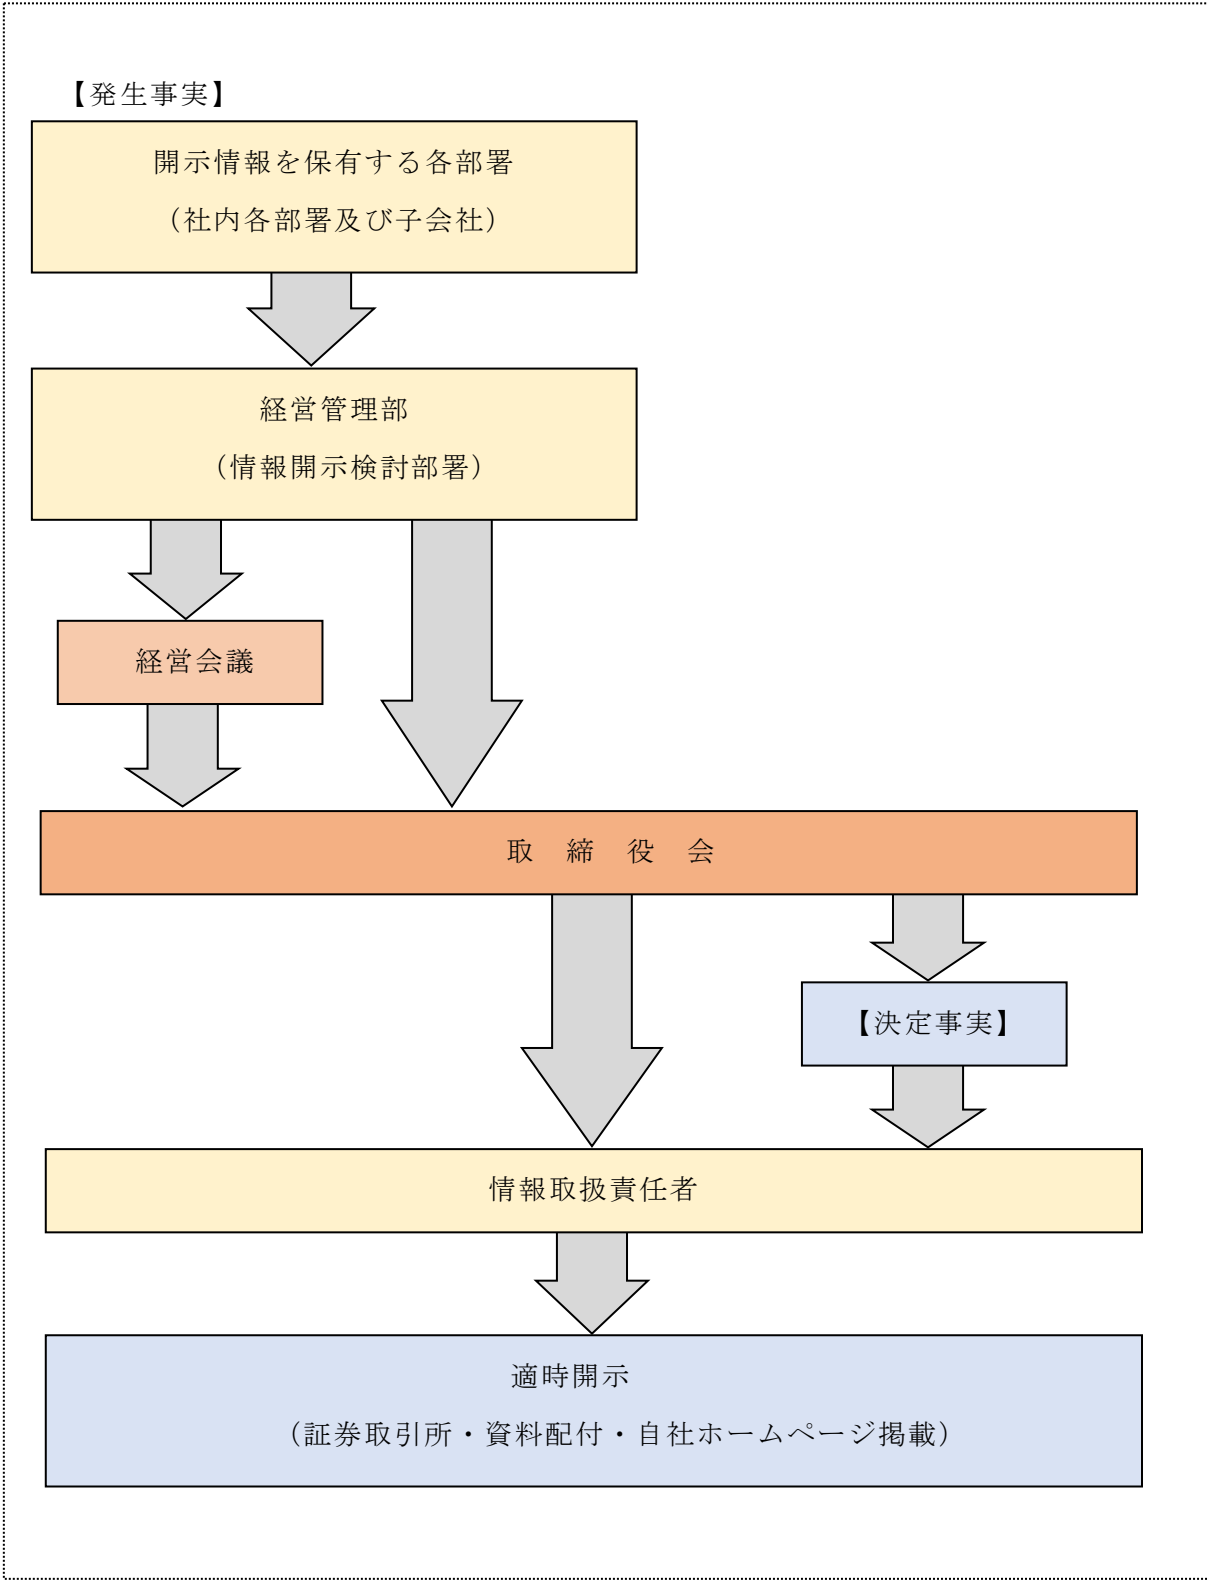 【発生事実】
開示情報を保有する各部署
（社内各部署及び子会社）
経営管理部
（情報開示検討部署）
経営会議
取　締　役　会
【決定事実】
情報取扱責任者
適時開示
（証券取引所・資料配付・自社ホームページ掲載）